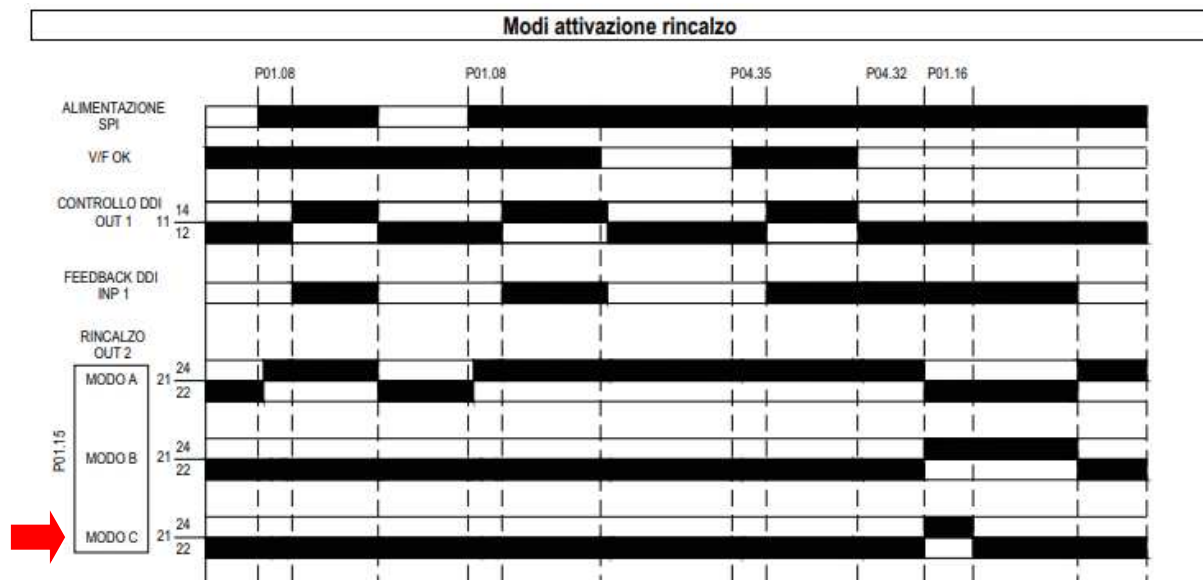 Modi attivazione rincalzo
P01.08 P01.08 P04.35 P04.32 P01.16
ALIMENTAZIONE
SPI
V/F OK
CONTROLLO DDI 14
OUT 1 11
12
FEEDBACK DDI
INP 1
RINCALZO
OUT 2
24
MODO A 21
22
P01.15
24
MODO B 21
22
24
MODO C 21
22